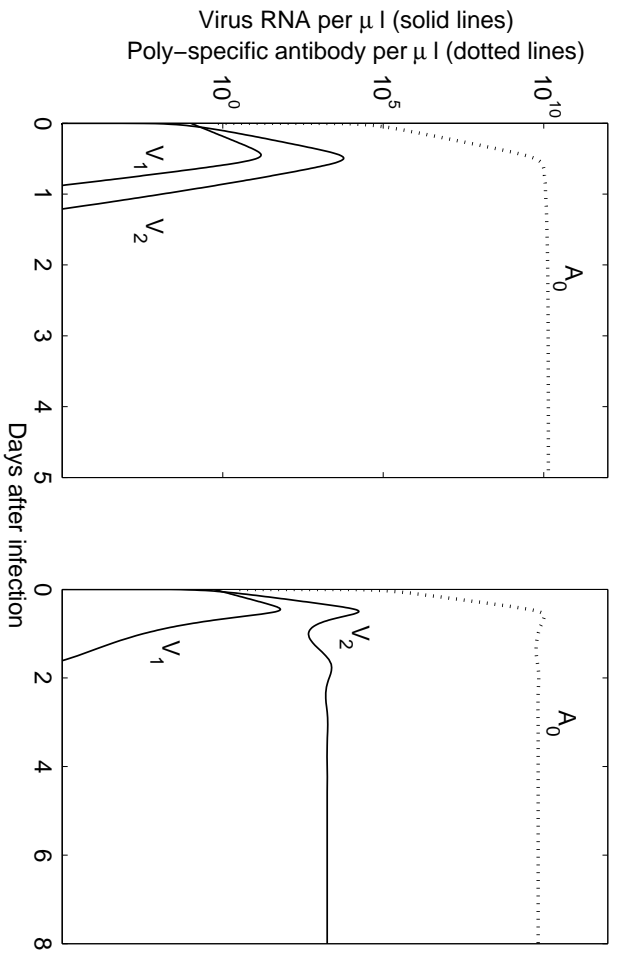 Virus RNA per μ l (solid lines)
Poly−specific antibody per μ l (dotted lines)
10^0
10^5
10^10
0
1
2
3
4
5
V_1
V_2
A_0
0
2
4
6
8
V_1
V_2
A_0
Days after infection